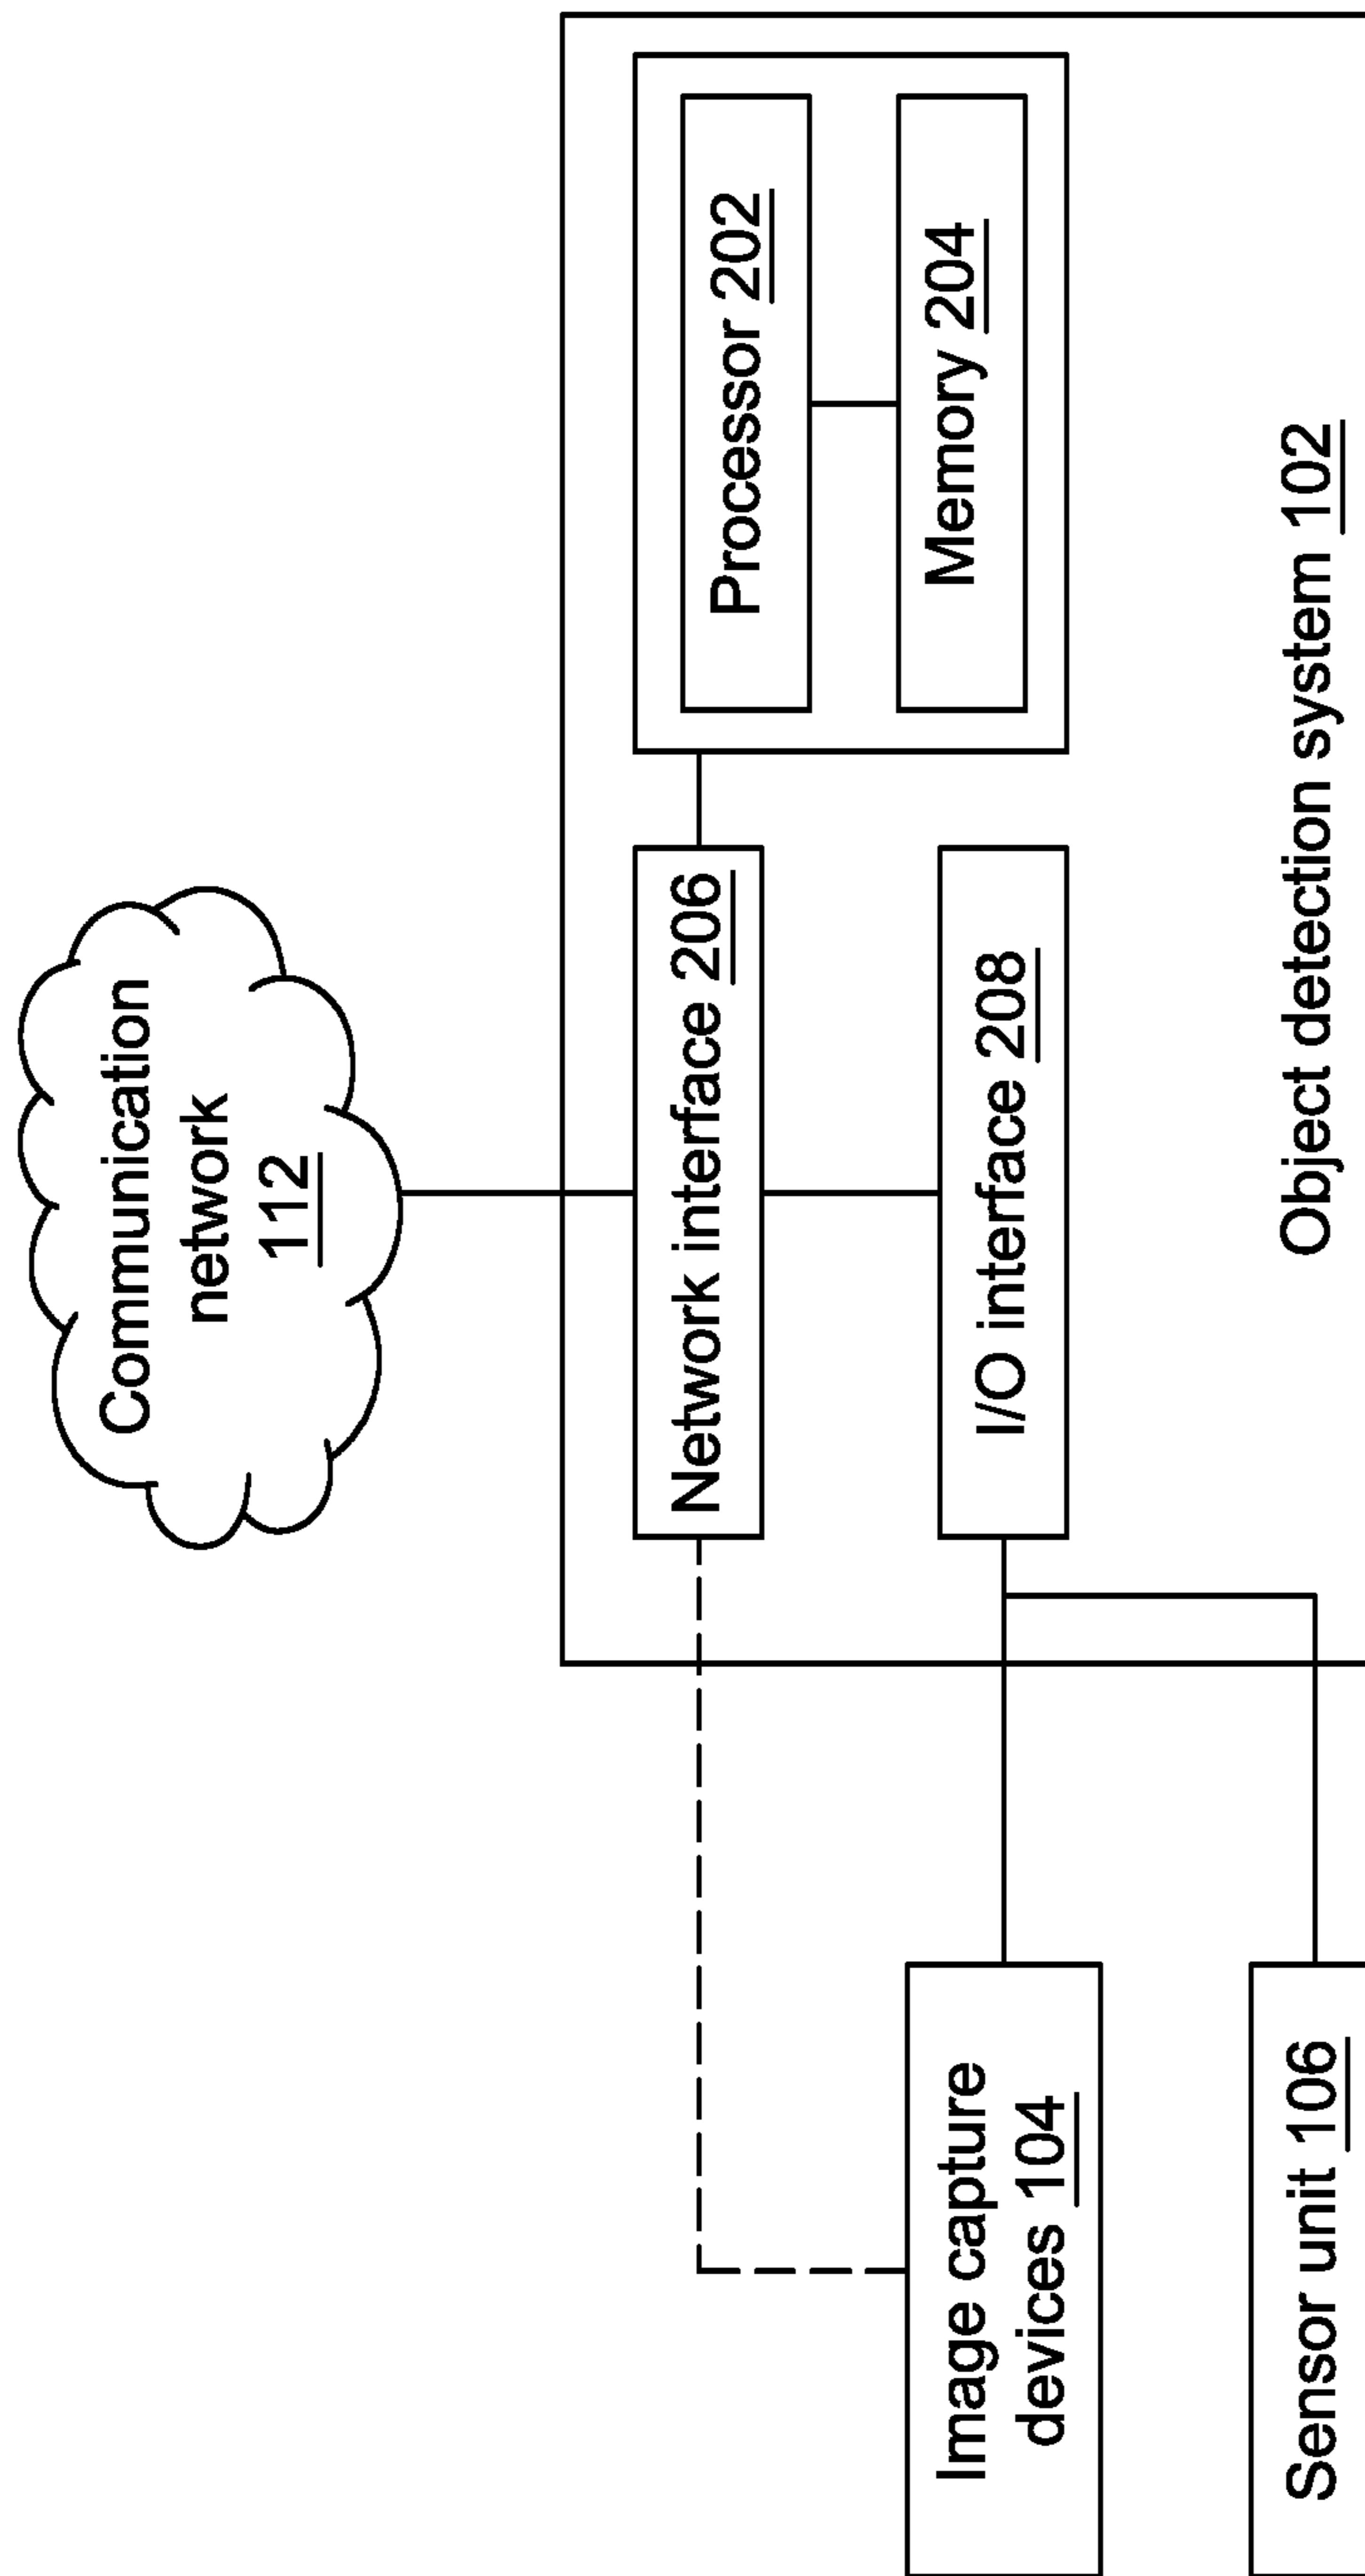 Communication
network
112
Network interface 206
Processor 202
Memory 204
I/O interface 208
Image capture
devices 104
Sensor unit 106
Object detection system 102